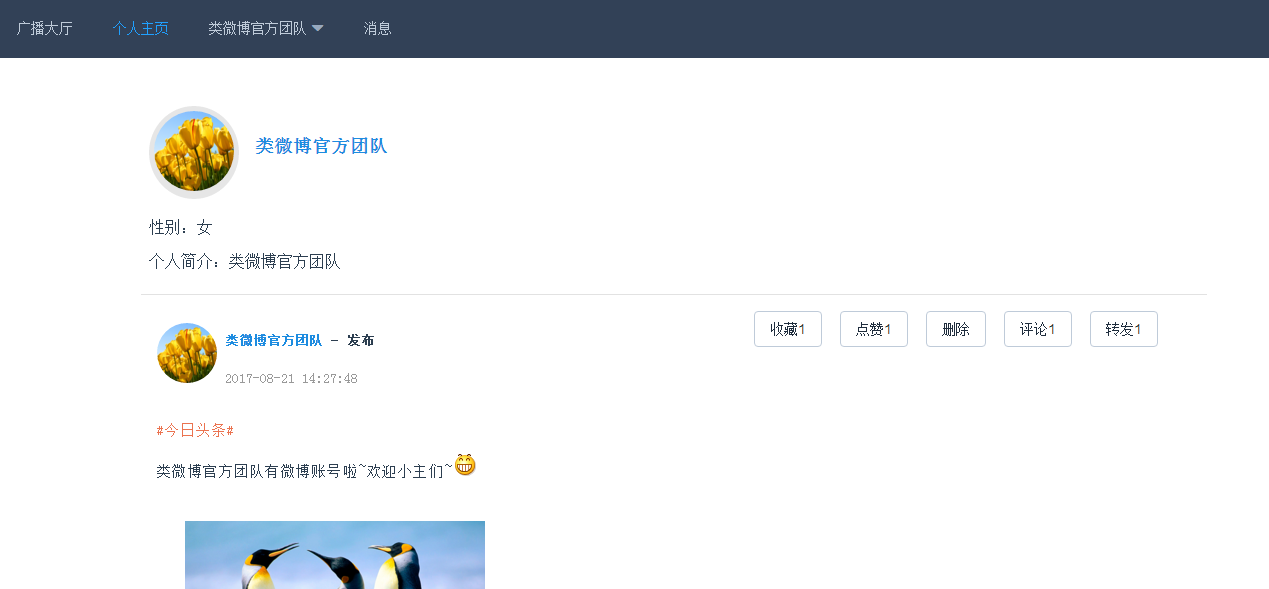 广播大厅 个人主页 类微博官方团队 消息
类微博官方团队
性别：女
个人简介：类微博官方团队
类微博官方团队 - 发布 收藏1 点赞1 删除 评论1 转发1
2017-08-21 14:27:48
#今日头条#
类微博官方团队有微博账号啦~欢迎小主们~